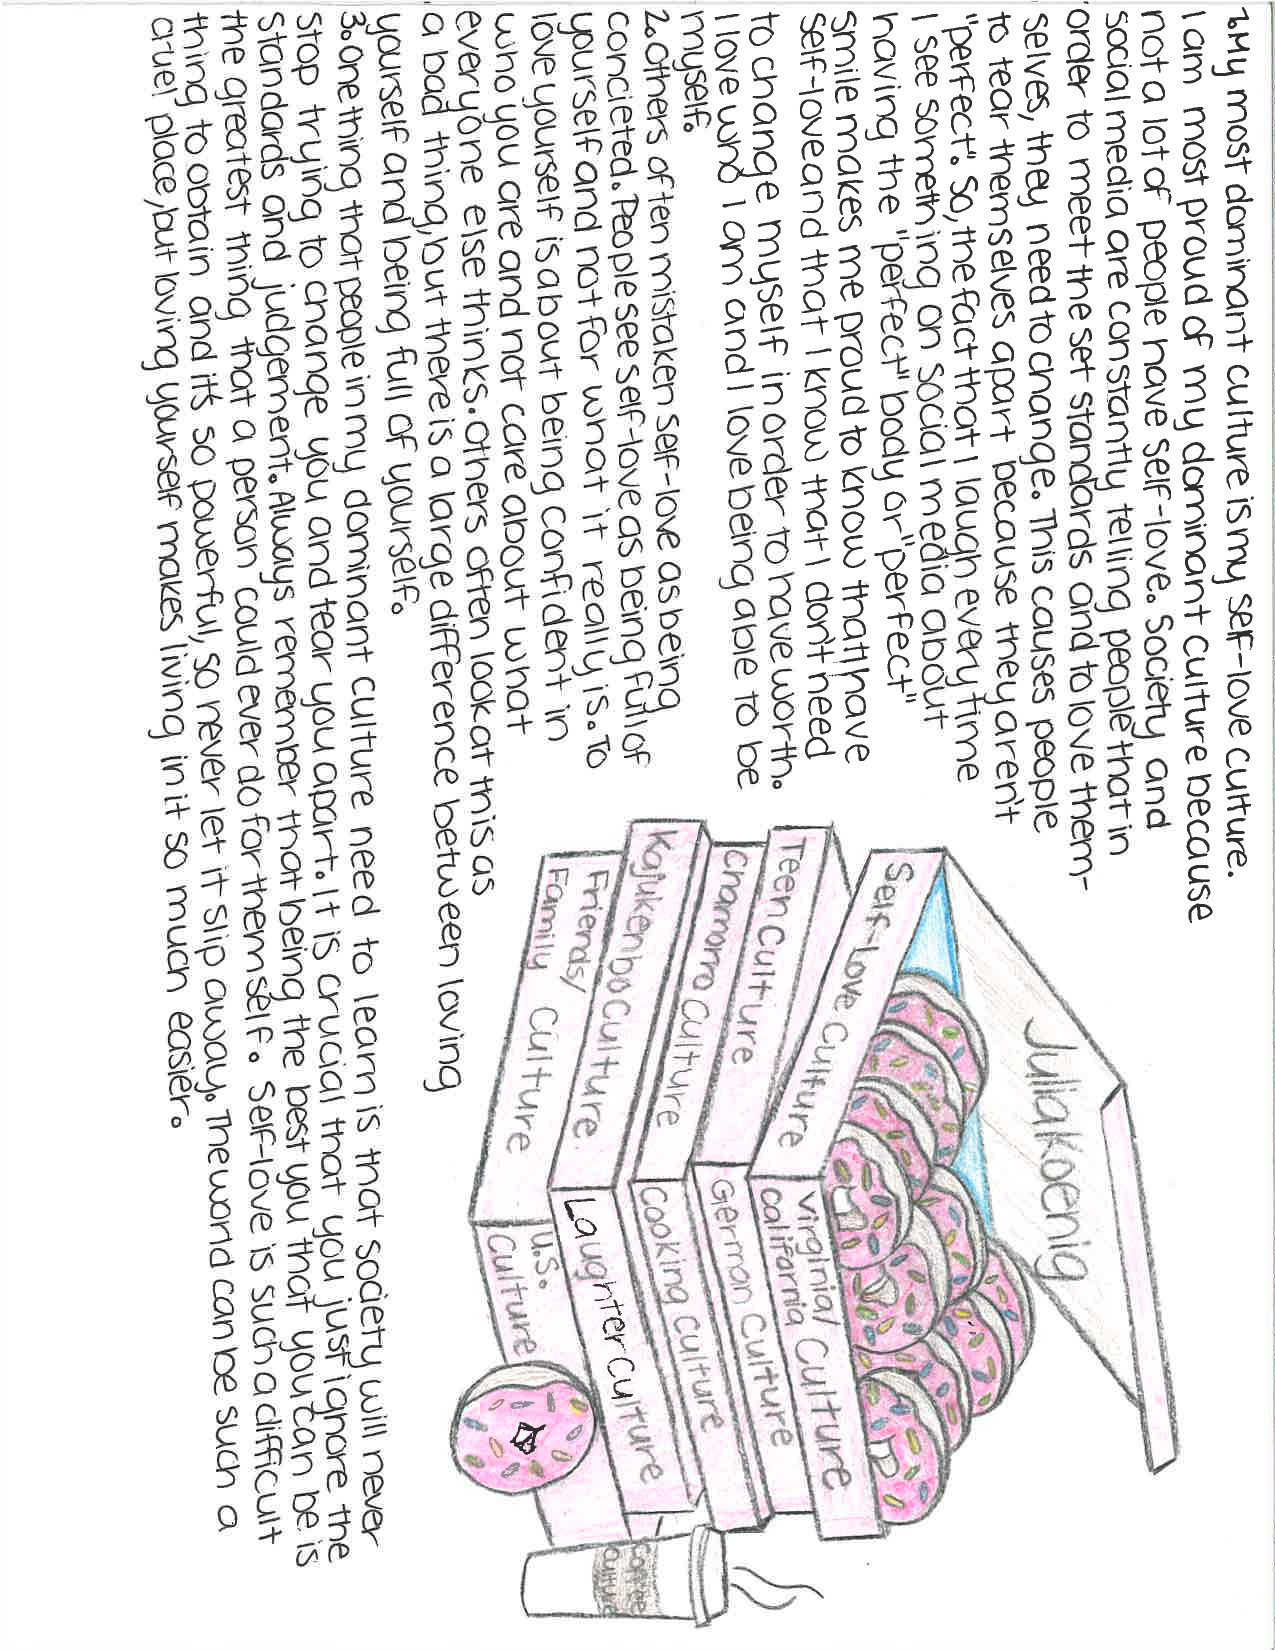 1. My most dominant culture is my self-love culture.
I am most proud of my dominant culture because
not a lot of people have self-love. Society and
social media are constantly telling people that in
order to meet the set standards and to love them-
selves, they need to change. This causes people
to tear themselves apart because they aren't
"perfect". So, the fact that I laugh every time
I see something on social media about
having the "perfect" body or "perfect"
smile makes me proud to know that I have
self-love and that I know that I don't need
to change myself in order to have worth.
I love who I am and I love being able to be
myself.
2. Others often mistaken self-love as being
concieted. People see self-love as being full of
yourself and not for what it really is. To
love yourself is about being confident in
who you are and not care about what
everyone else thinks. Others often look at this as
a bad thing, but there is a large difference between loving
yourself and being full of yourself.
3. One thing that people in my dominant culture need to learn is that society will never
stop trying to change you and tear you apart. It is crucial that you just ignore the
standards and judgement. Always remember that being the best you that you can be is
the greatest thing that a person could ever do for themself. Self-love is such a difficult
thing to obtain and it's so powerful, so never let it slip away. The world can be such a
cruel place, but loving yourself makes living in it so much easier.
Julia Koenig
Self-Love Culture
Virginia/
California Culture
Teen Culture
German Culture
Chamorro Culture
Cooking Culture
Kajukenbo Culture
Laughter Culture
Friends/
Family Culture
U.S.
Culture
Coffee
Culture